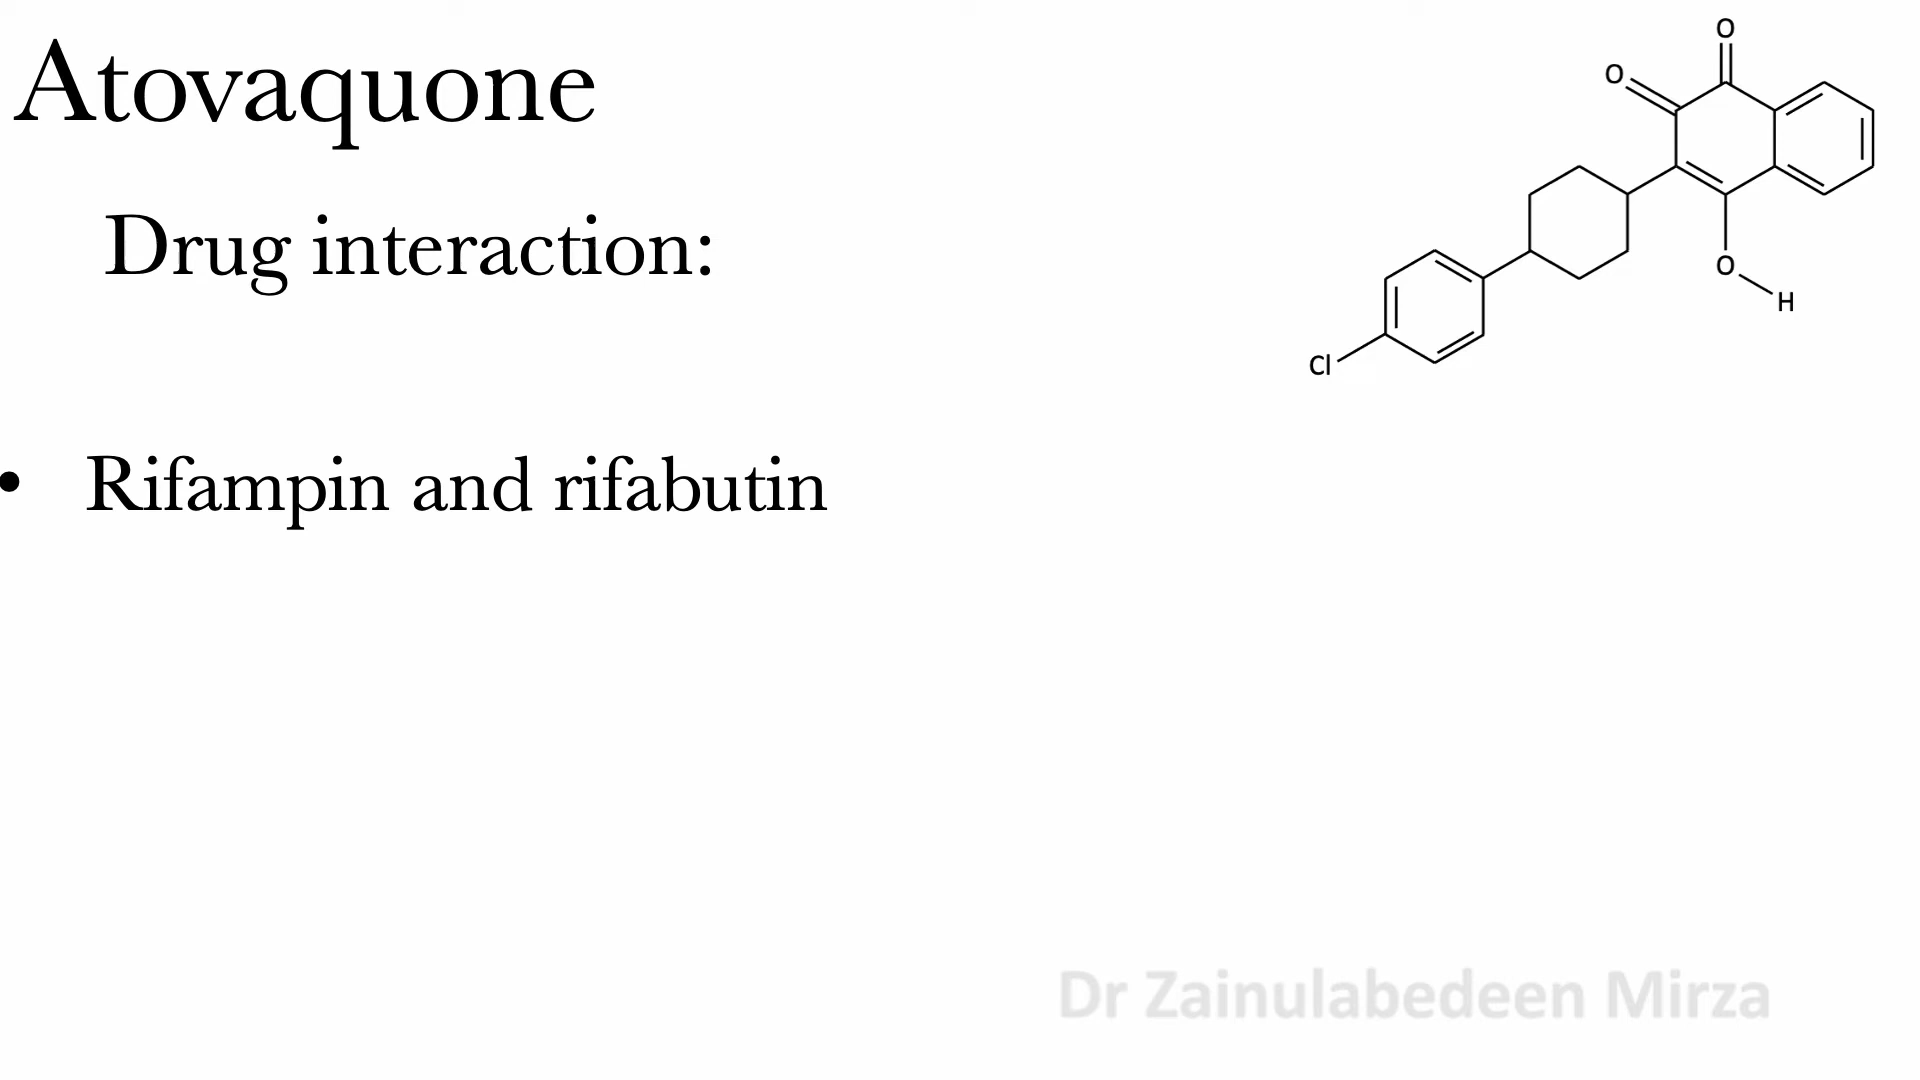 Atovaquone
Drug interaction:
• Rifampin and rifabutin
O
O
O
H
Cl
Dr Zainulabedeen Mirza